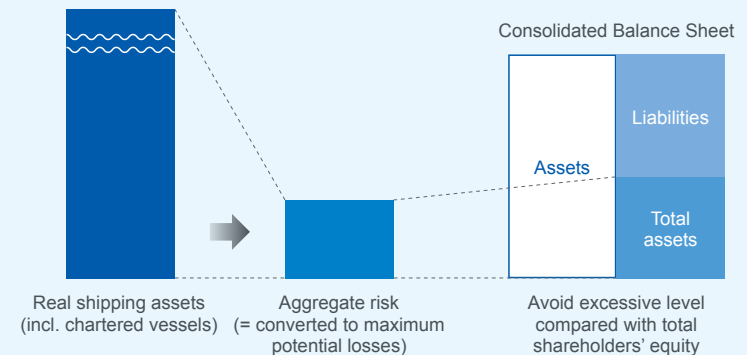 Consolidated Balance Sheet
Liabilities
Assets
Total
assets
Real shipping assets
(incl. chartered vessels)
Aggregate risk
(= converted to maximum
potential losses)
Avoid excessive level
compared with total
shareholders' equity